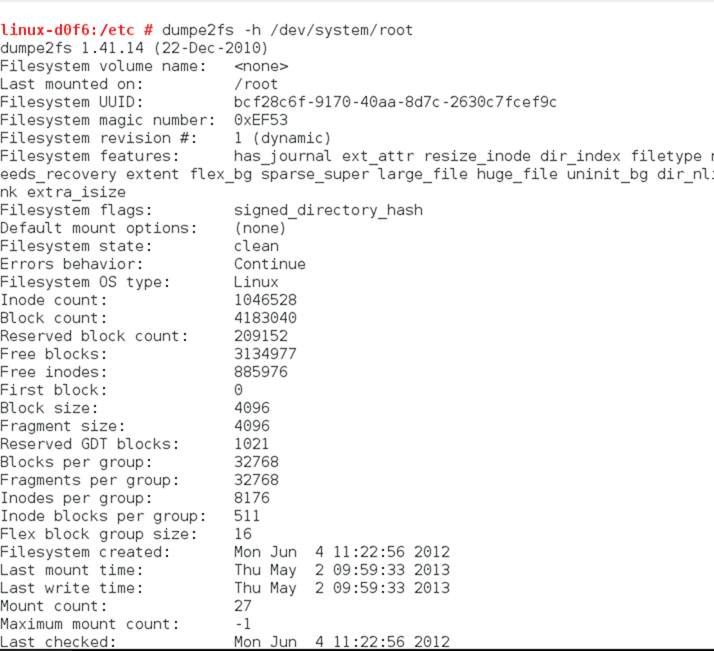 linux-d0f6:/etc # dumpe2fs -h /dev/system/root
dumpe2fs 1.41.14 (22-Dec-2010)
Filesystem volume name:   <none>
Last mounted on:          /root
Filesystem UUID:          bcf28c6f-9170-40aa-8d7c-2630c7fcef9c
Filesystem magic number:  0xEF53
Filesystem revision #:    1 (dynamic)
Filesystem features:      has_journal ext_attr resize_inode dir_index filetype n
eeds_recovery extent flex_bg sparse_super large_file huge_file uninit_bg dir_nli
nk extra_isize
Filesystem flags:         signed_directory_hash
Default mount options:    (none)
Filesystem state:         clean
Errors behavior:          Continue
Filesystem OS type:       Linux
Inode count:              1046528
Block count:              4183040
Reserved block count:     209152
Free blocks:              3134977
Free inodes:              885976
First block:              0
Block size:               4096
Fragment size:            4096
Reserved GDT blocks:      1021
Blocks per group:         32768
Fragments per group:      32768
Inodes per group:         8176
Inode blocks per group:   511
Flex block group size:    16
Filesystem created:       Mon Jun  4 11:22:56 2012
Last mount time:          Thu May  2 09:59:33 2013
Last write time:          Thu May  2 09:59:33 2013
Mount count:              27
Maximum mount count:      -1
Last checked:             Mon Jun  4 11:22:56 2012